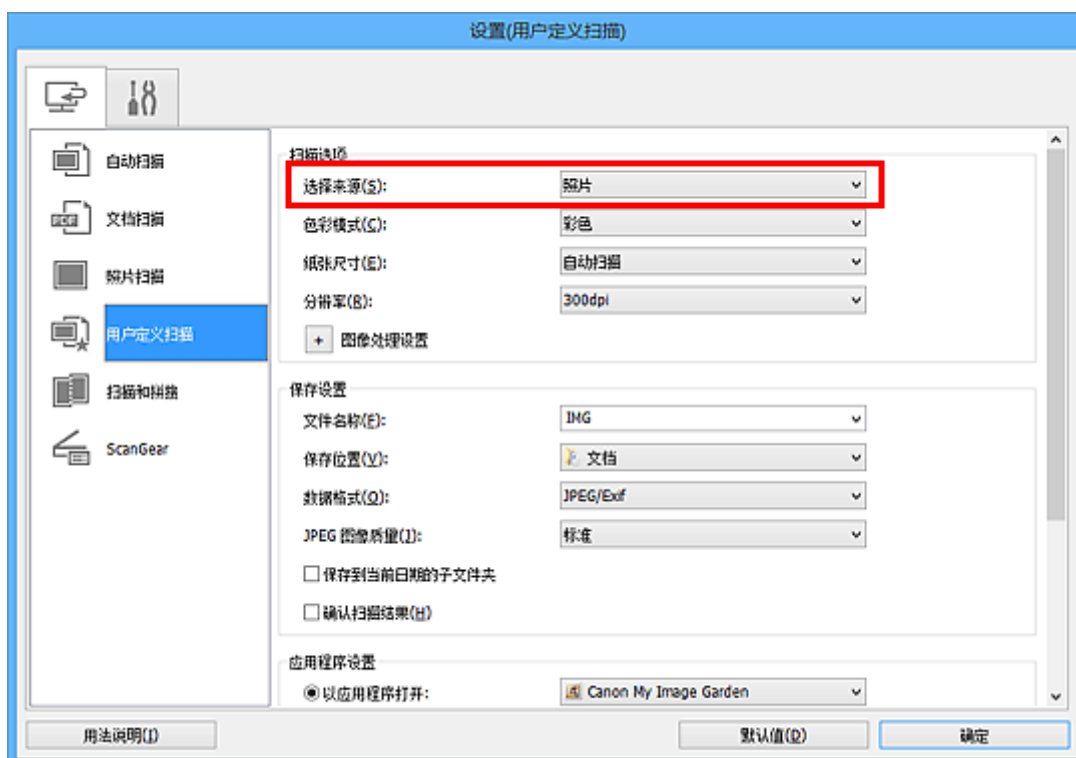 设置(用户定义扫描)
自动扫描
文档扫描
照片扫描
用户定义扫描
扫描和拼接
ScanGear
扫描选项
选择来源(S): 照片
色彩模式(C): 彩色
纸张尺寸(E): 自动扫描
分辨率(R): 300dpi
+ 图像处理设置
保存设置
文件名称(F): IMG
保存位置(V): 文档
数据格式(O): JPEG/Exif
JPEG 图像质量(J): 标准
保存到当前日期的子文件夹
确认扫描结果(H)
应用程序设置
以应用程序打开: Canon My Image Garden
用法说明(I)
默认值(D)
确定